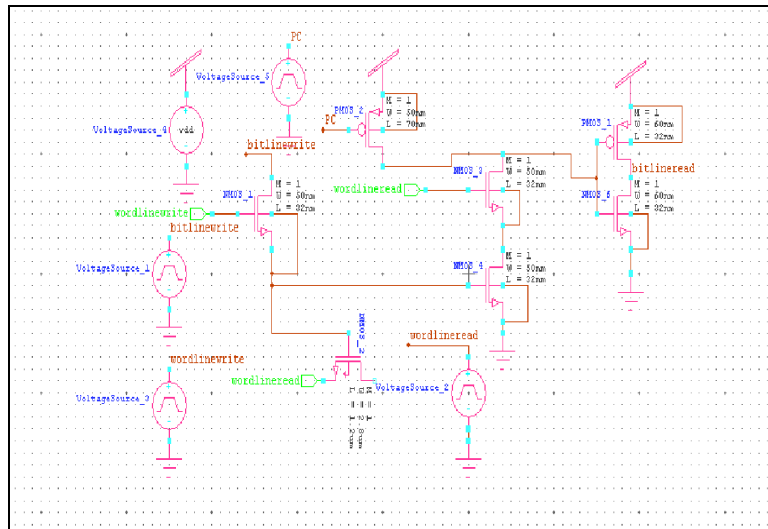 PC
VoltageSource_5
M = 1
W = 50nm
L = 70nm
PMOS_2
PC
M = 1
W = 60nm
L = 32nm
PMOS_1
VoltageSource_4
vdd
bitlinewrite
M = 1
W = 50nm
L = 32nm
NMOS_1
wordlinewrite
M = 1
W = 50nm
L = 32nm
wordlineread
bitlineread
M = 1
W = 60nm
L = 32nm
bitlinewrite
VoltageSource_1
M = 1
W = 50nm
L = 32nm
NMOS_4
wordlineread
wordlinewrite
wordlineread
VoltageSource_2
VoltageSource_3